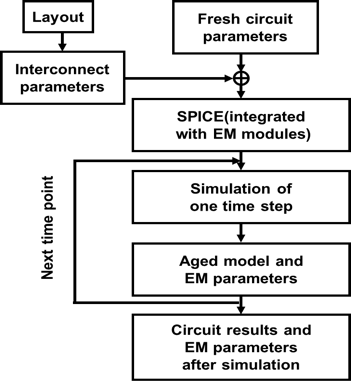 Layout
Fresh circuit
parameters
Interconnect
parameters
SPICE(integrated
with EM modules)
Next time point
Simulation of
one time step
Aged model and
EM parameters
Circuit results and
EM parameters
after simulation